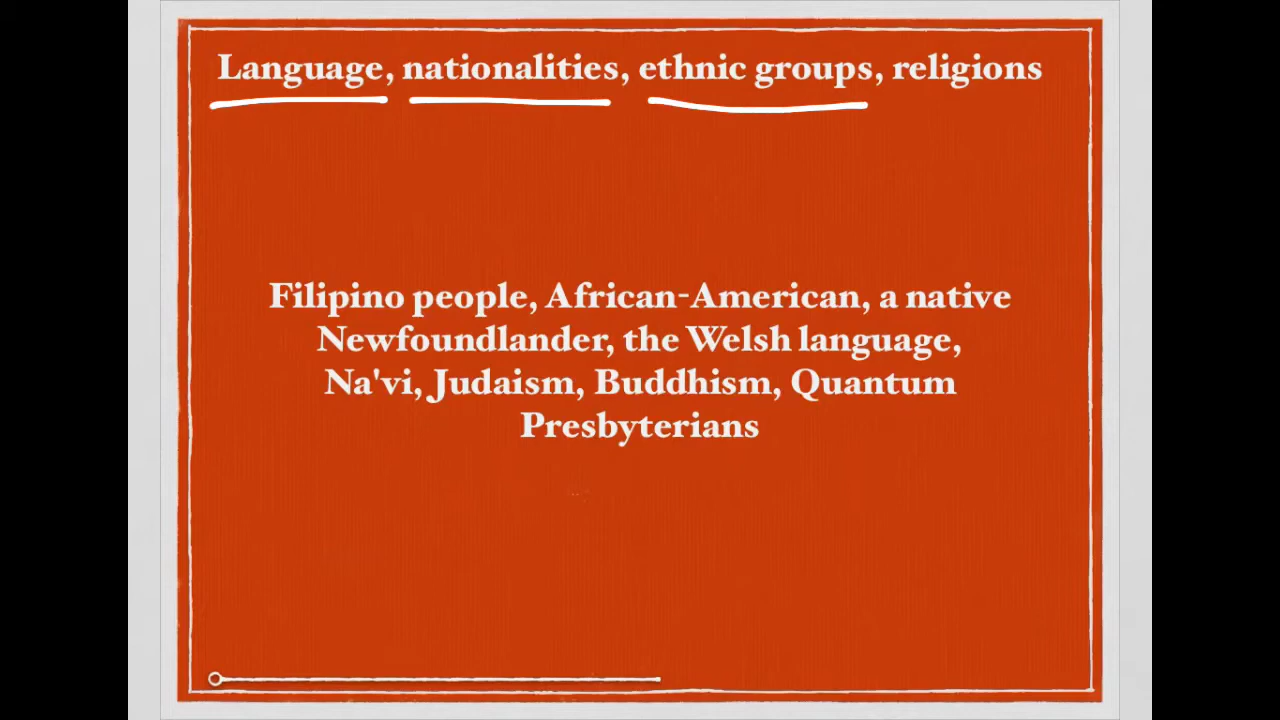 Language, nationalities, ethnic groups, religions
Filipino people, African-American, a native
Newfoundlander, the Welsh language,
Na'vi, Judaism, Buddhism, Quantum
Presbyterians